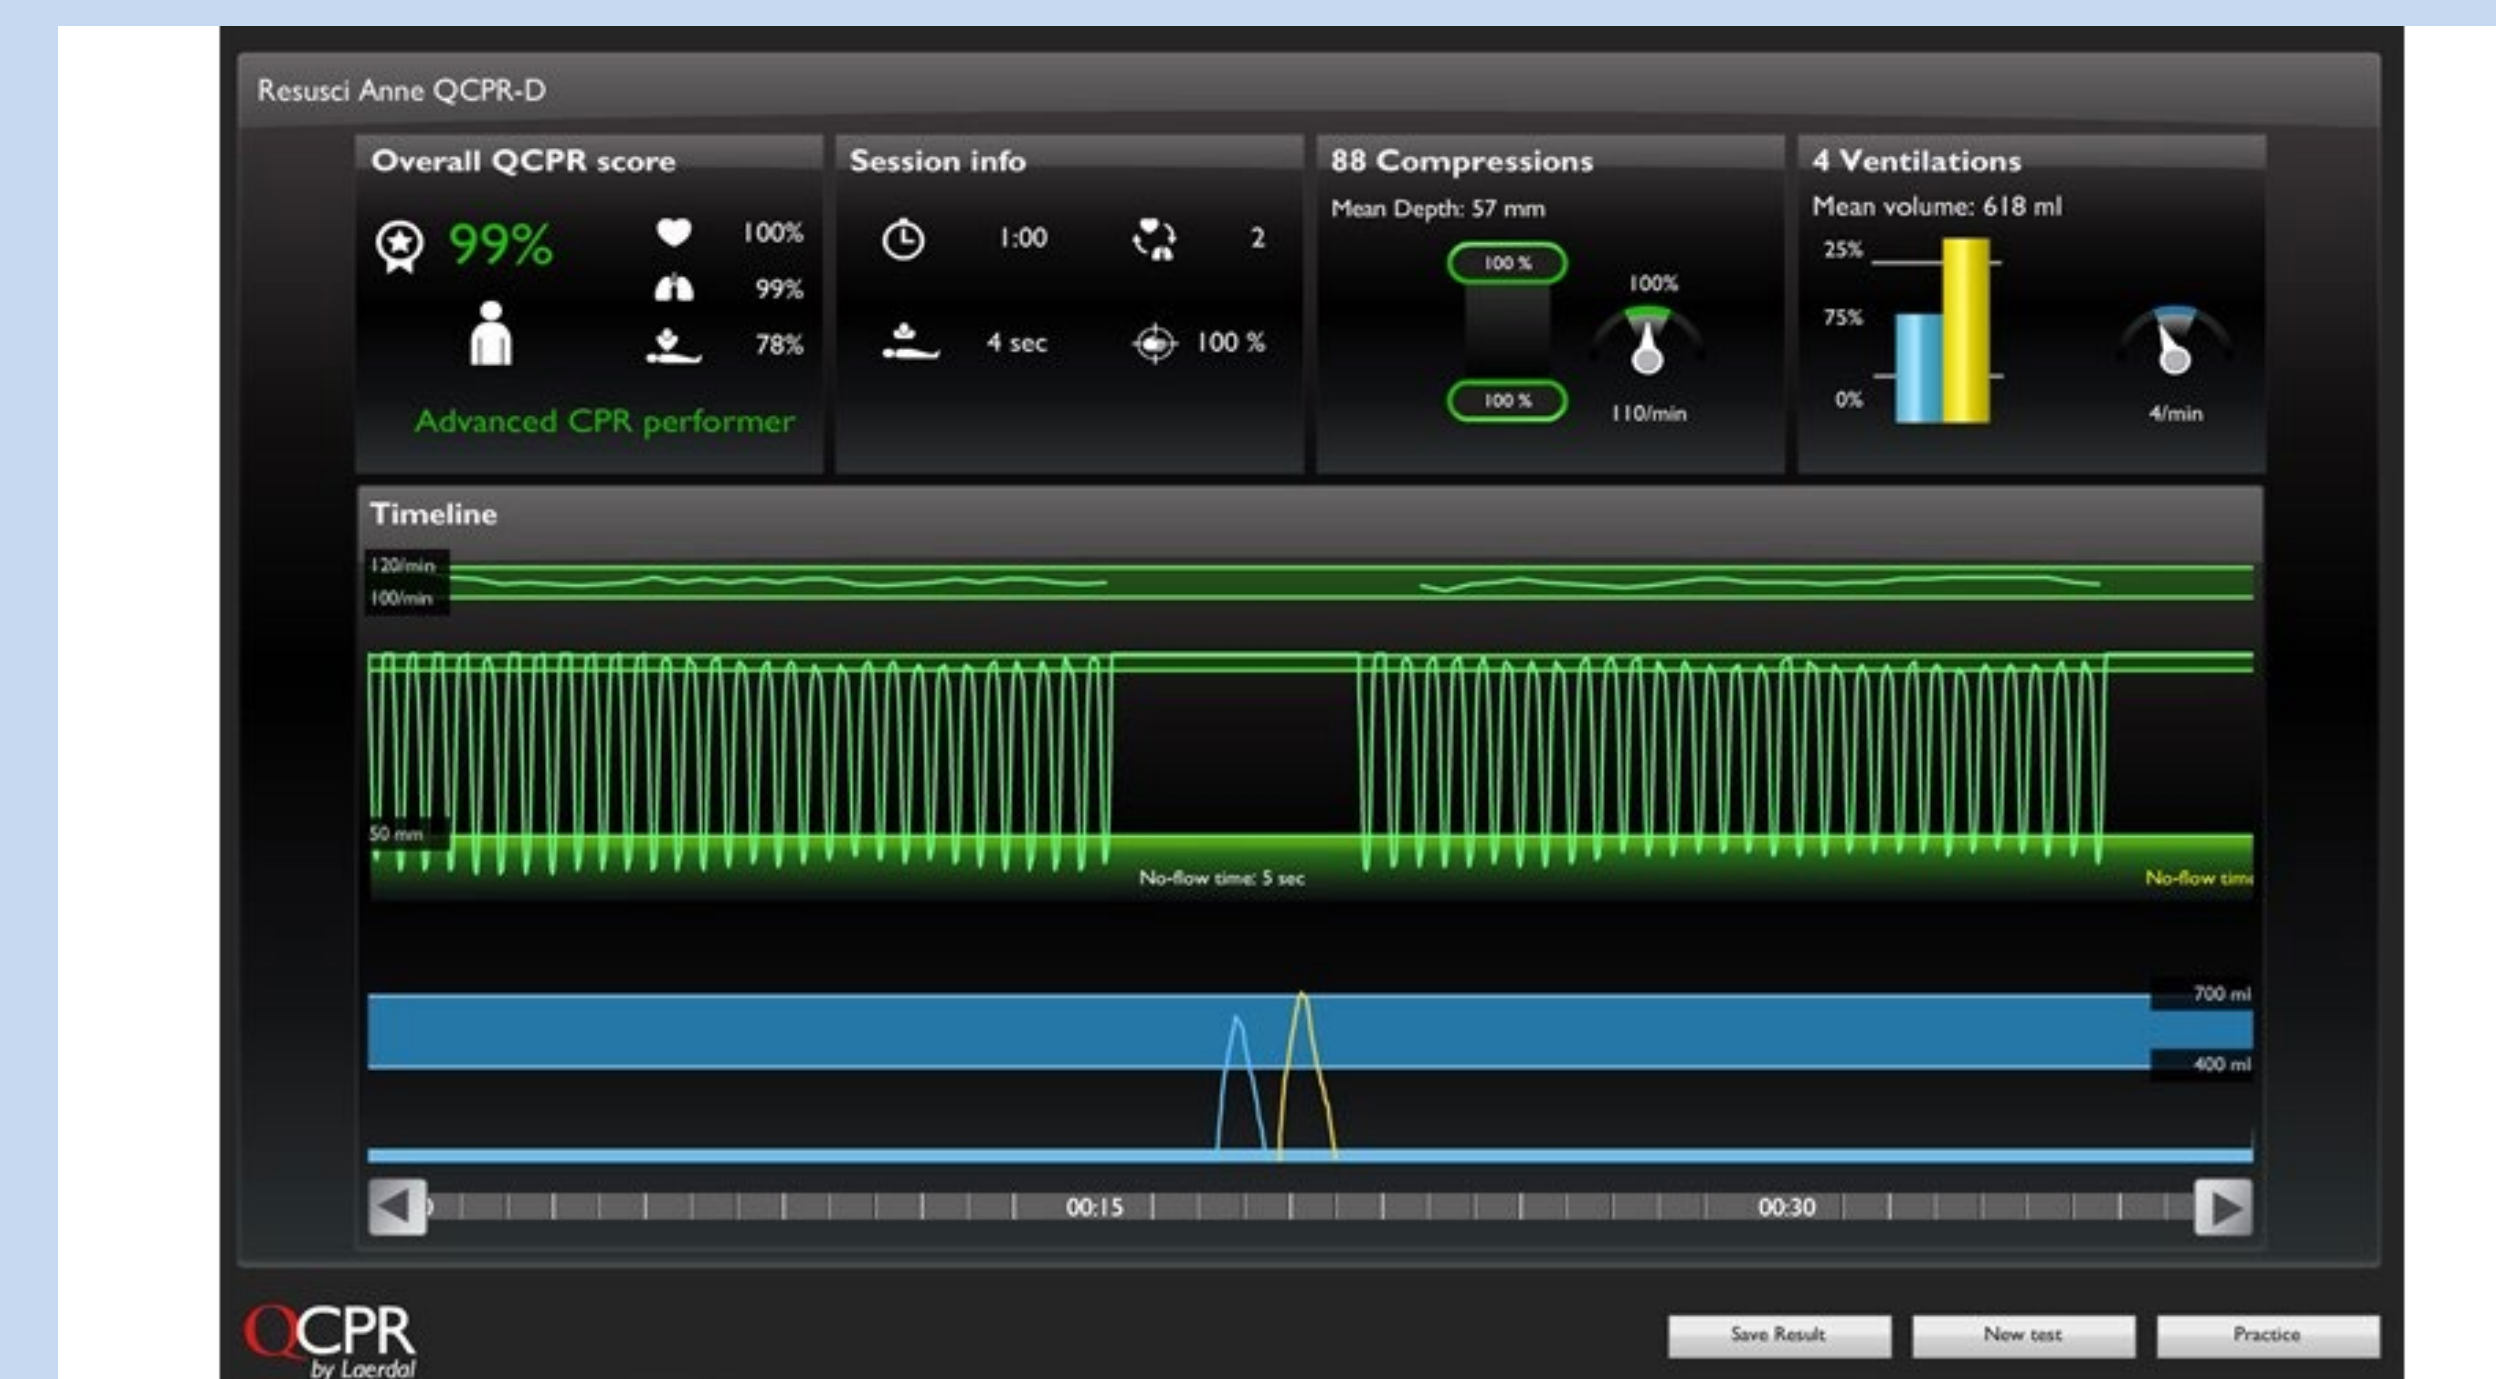 Resusci Anne QCPR-D
Overall QCPR score
99%
100%
99%
78%
Advanced CPR performer
Session info
1:00
2
4 sec
100 %
88 Compressions
Mean Depth: 57 mm
100 %
100%
100 %
110/min
4 Ventilations
Mean volume: 618 ml
25%
75%
0%
4/min
Timeline
120/min
100/min
50 mm
No-flow time: 5 sec
No-flow time
700 ml
400 ml
00:15
00:30
QCPR
by Laerdal
Save Result
New test
Practice